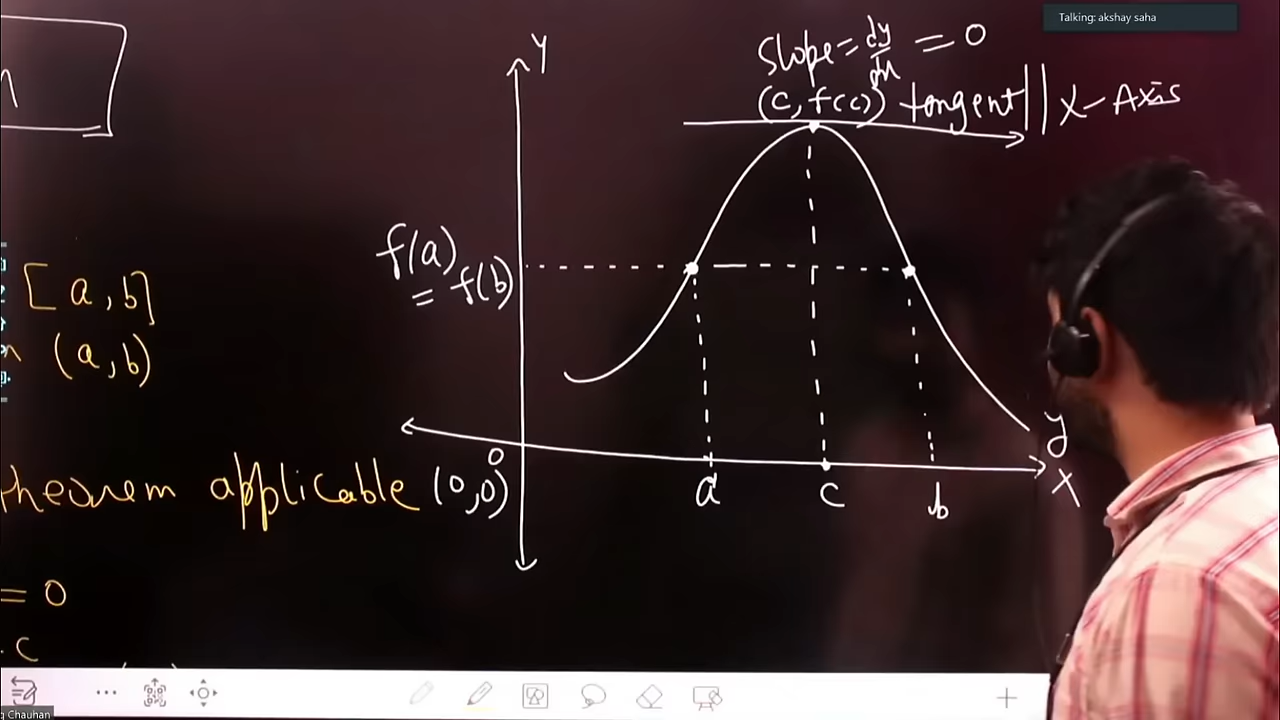 Talking: akshay saha
Y
Slope = dy/dx = 0
(c, f(c)) tangent || X-Axis
f(a)
= f(b)
[a, b]
(a, b)
theorem applicable
0
(0,0)
a
c
b
y
X
= 0
c
Chauhan